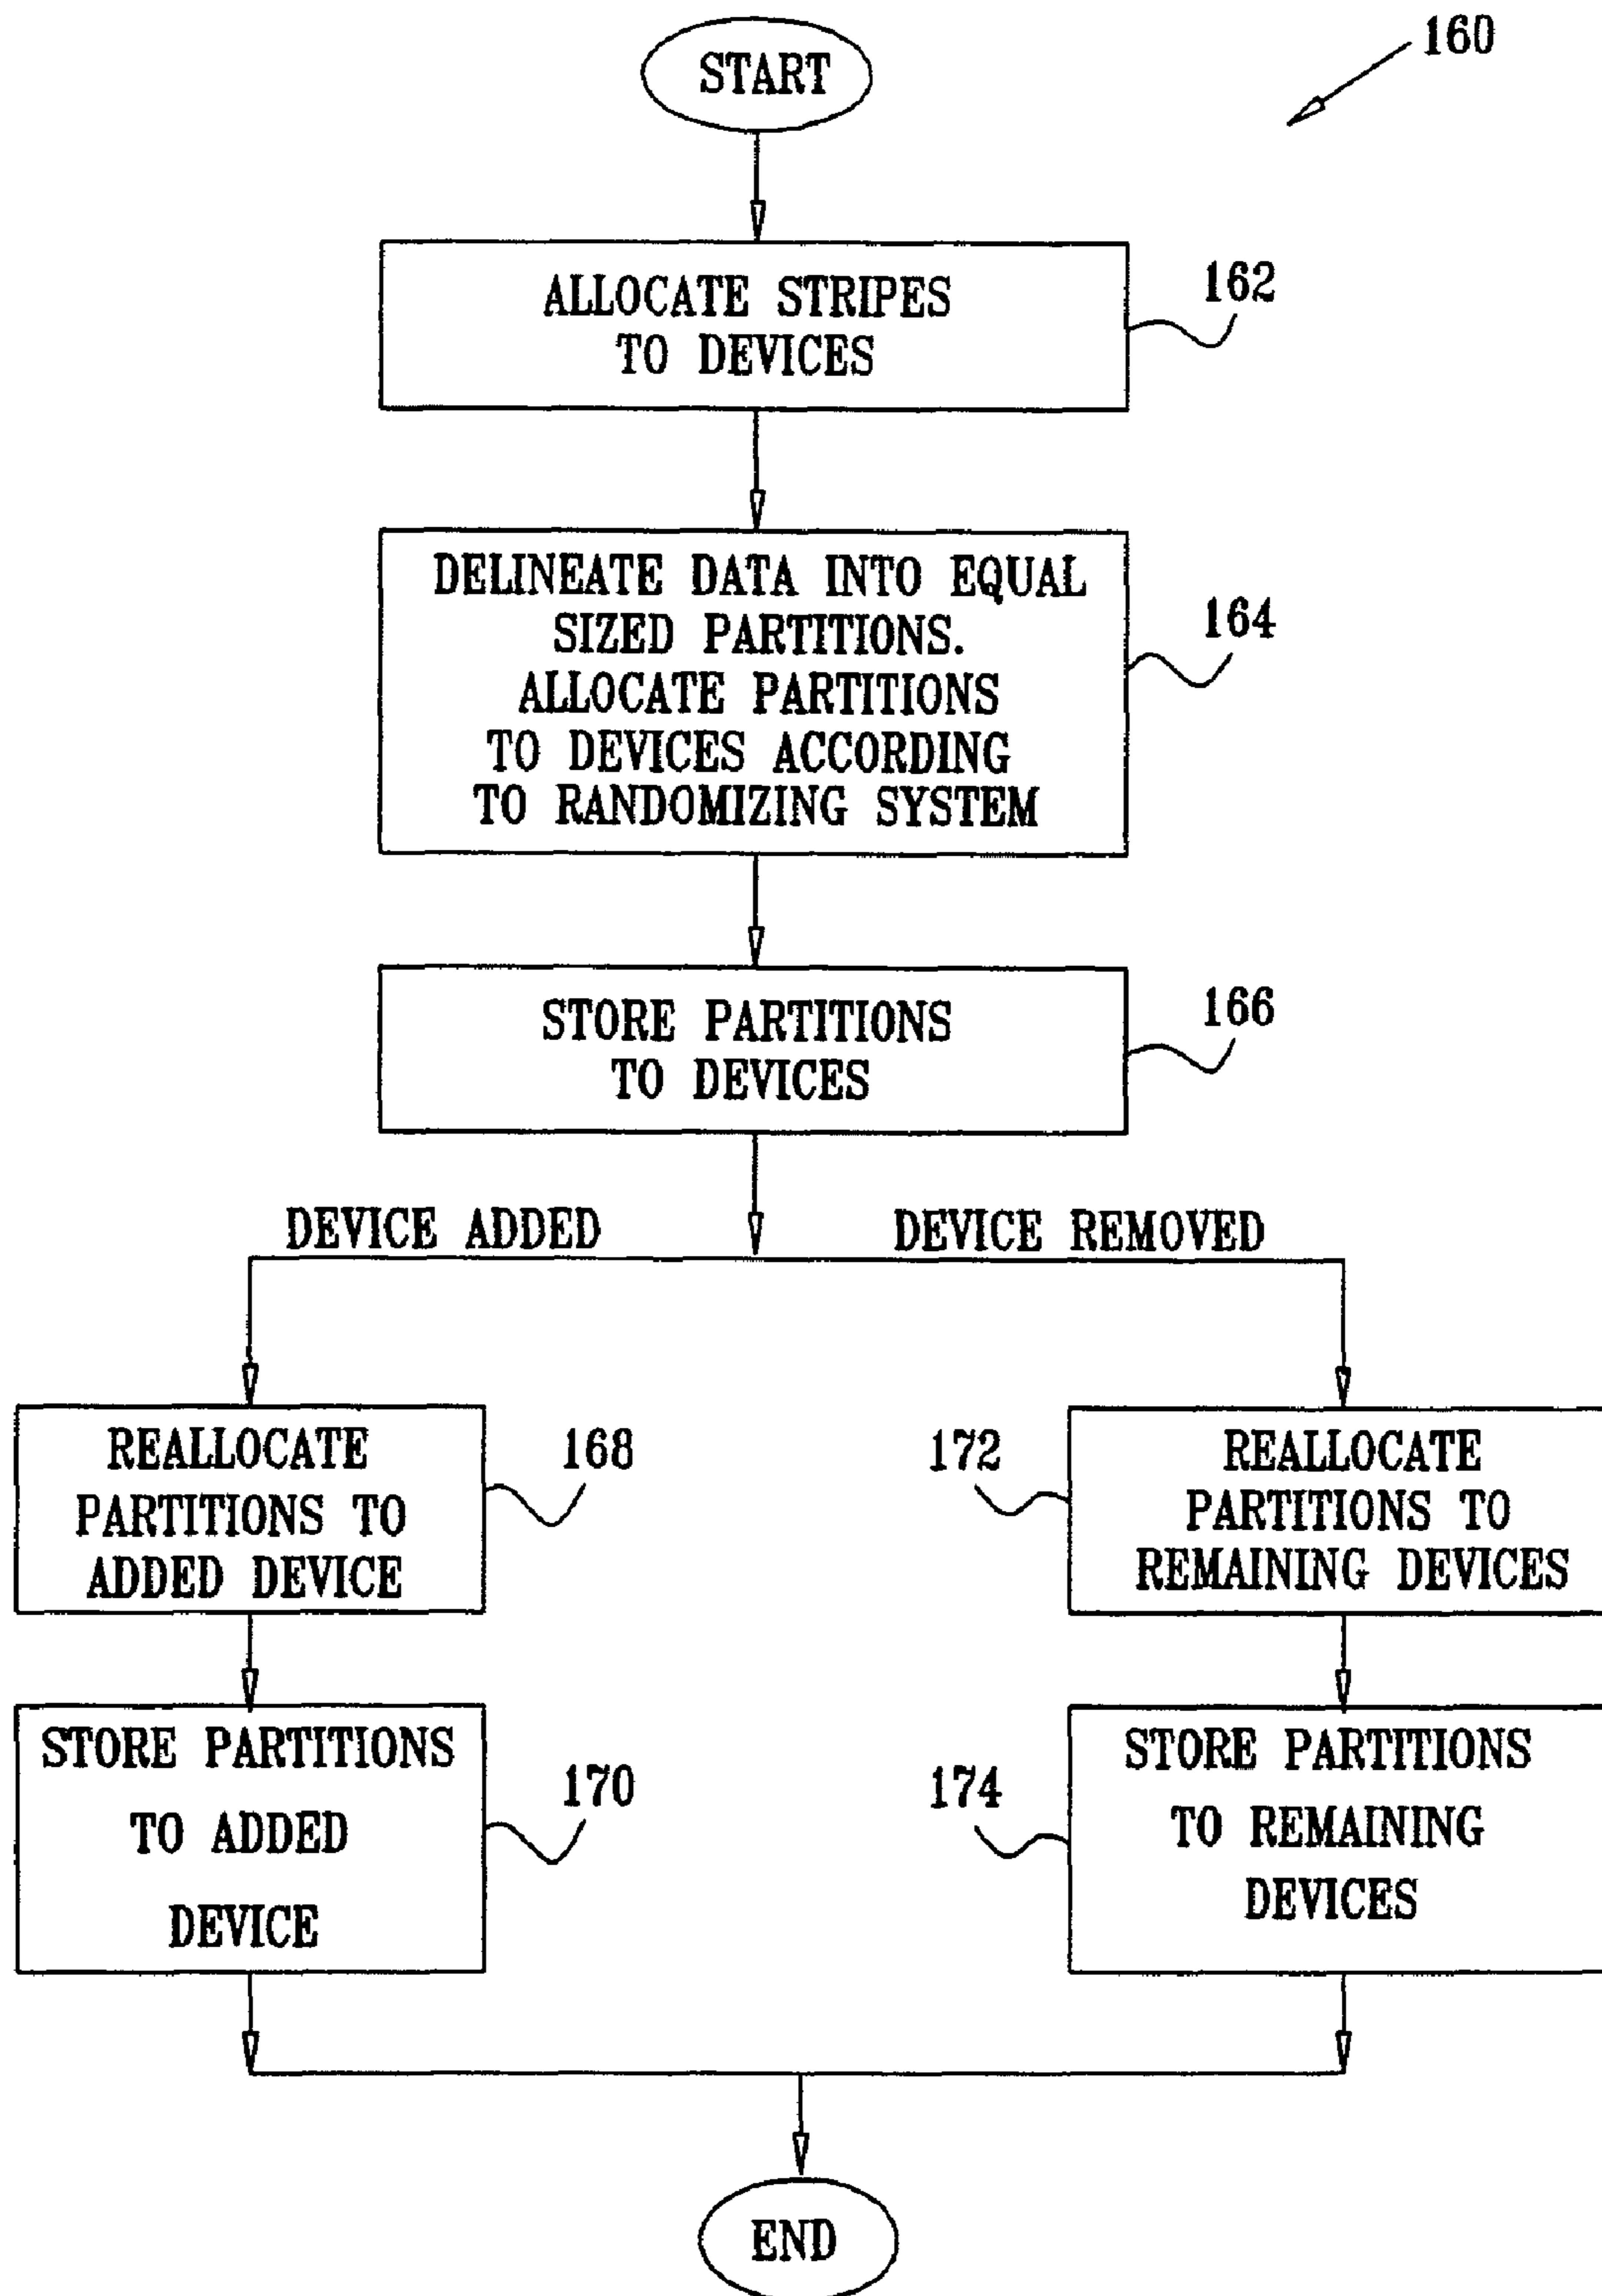 160
START
ALLOCATE STRIPES
TO DEVICES
162
DELINEATE DATA INTO EQUAL
SIZED PARTITIONS.
ALLOCATE PARTITIONS
TO DEVICES ACCORDING
TO RANDOMIZING SYSTEM
164
STORE PARTITIONS
TO DEVICES
166
DEVICE ADDED
DEVICE REMOVED
REALLOCATE
PARTITIONS TO
ADDED DEVICE
168
172
REALLOCATE
PARTITIONS TO
REMAINING DEVICES
STORE PARTITIONS
TO ADDED
DEVICE
170
174
STORE PARTITIONS
TO REMAINING
DEVICES
END